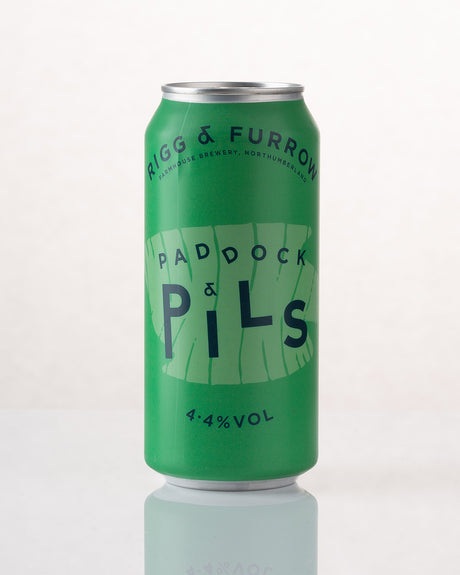 RIGG & FURROW
FARMHOUSE BREWERY, NORTHUMBERLAND
PADDOCK
PILS
4.4%VOL